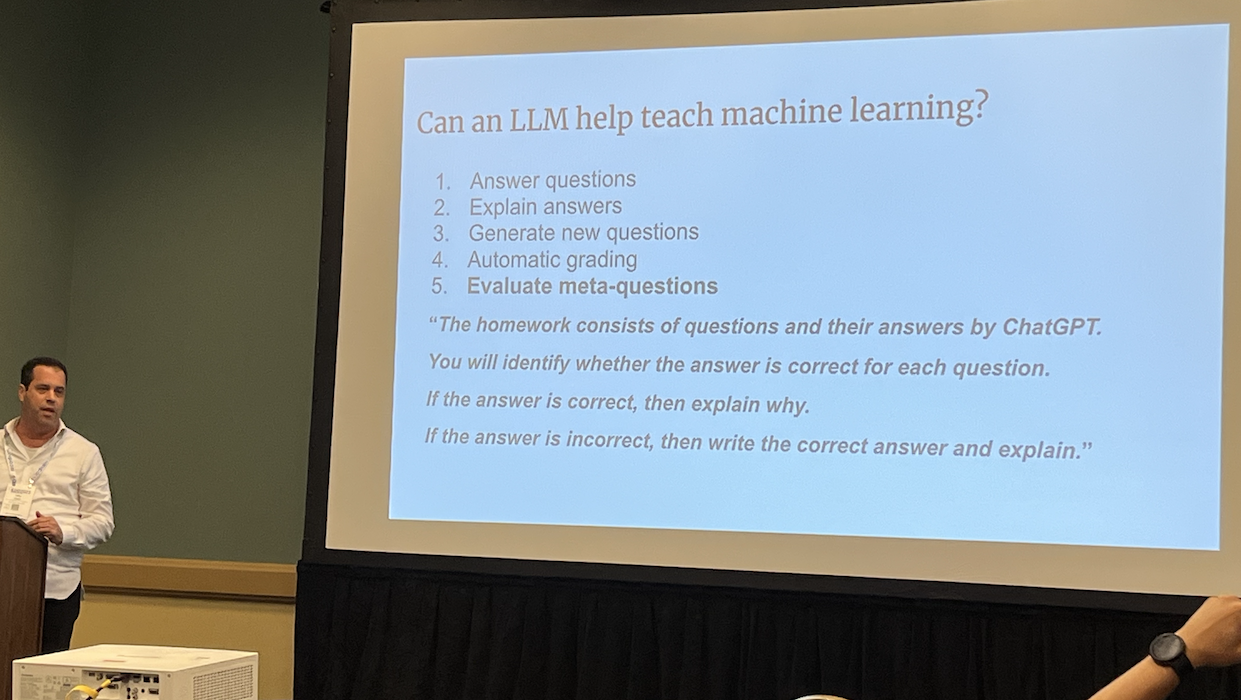 Can an LLM help teach machine learning?
1. Answer questions
2. Explain answers
3. Generate new questions
4. Automatic grading
5. Evaluate meta-questions
“The homework consists of questions and their answers by ChatGPT.
You will identify whether the answer is correct for each question.
If the answer is correct, then explain why.
If the answer is incorrect, then write the correct answer and explain.”